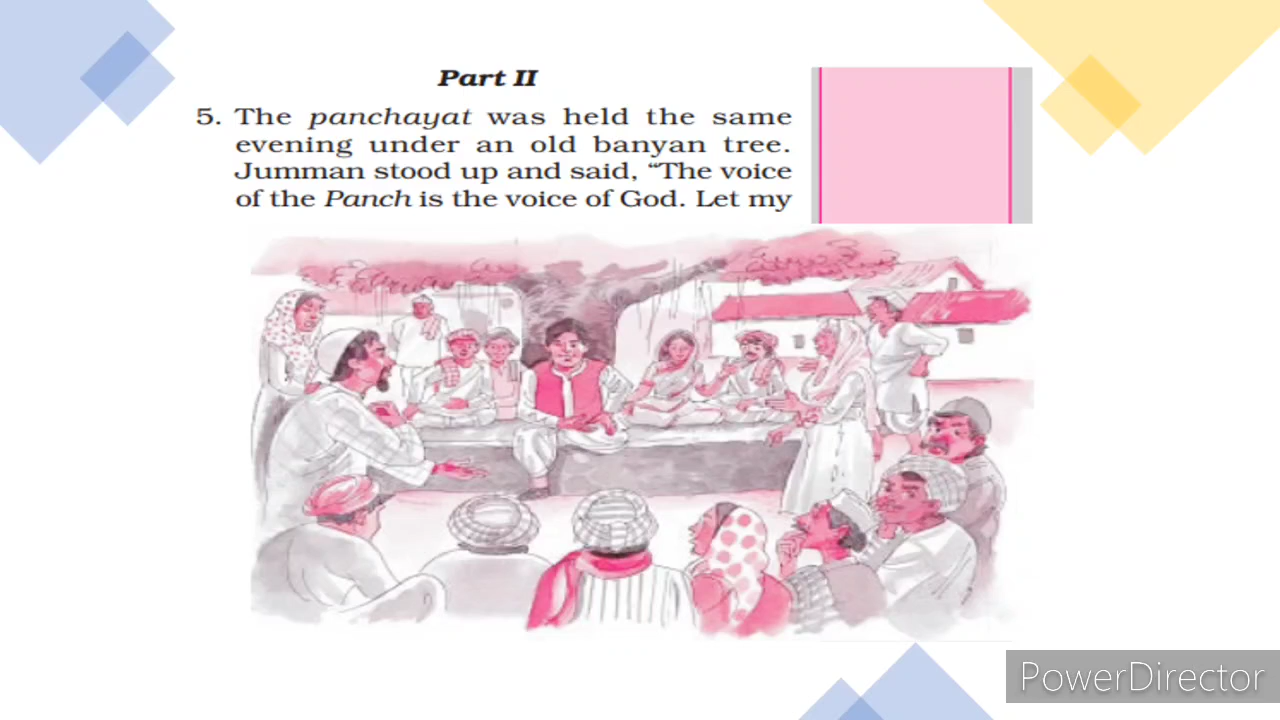 Part II
5. The panchayat was held the same
evening under an old banyan tree.
Jumman stood up and said, “The voice
of the Panch is the voice of God. Let my
PowerDirector